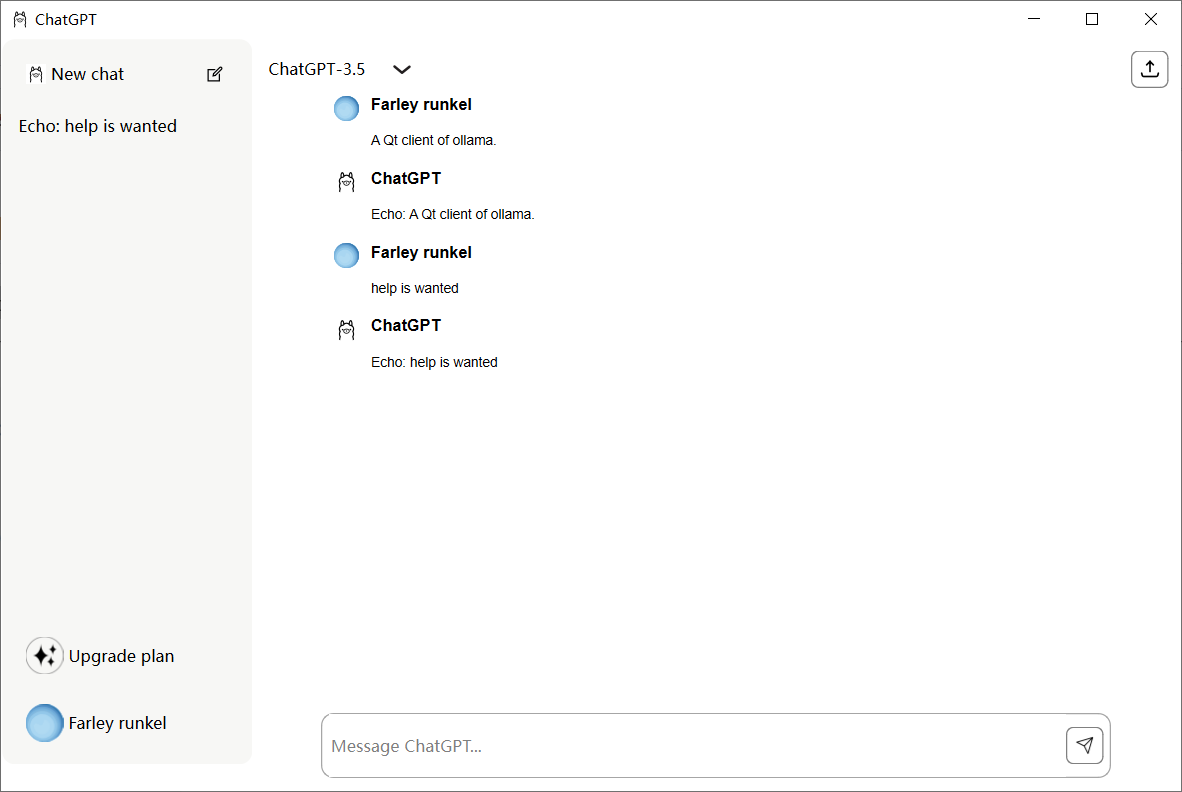 ChatGPT
New chat
Echo: help is wanted
Upgrade plan
Farley runkel
ChatGPT-3.5
Farley runkel
A Qt client of ollama.
ChatGPT
Echo: A Qt client of ollama.
Farley runkel
help is wanted
ChatGPT
Echo: help is wanted
Message ChatGPT...